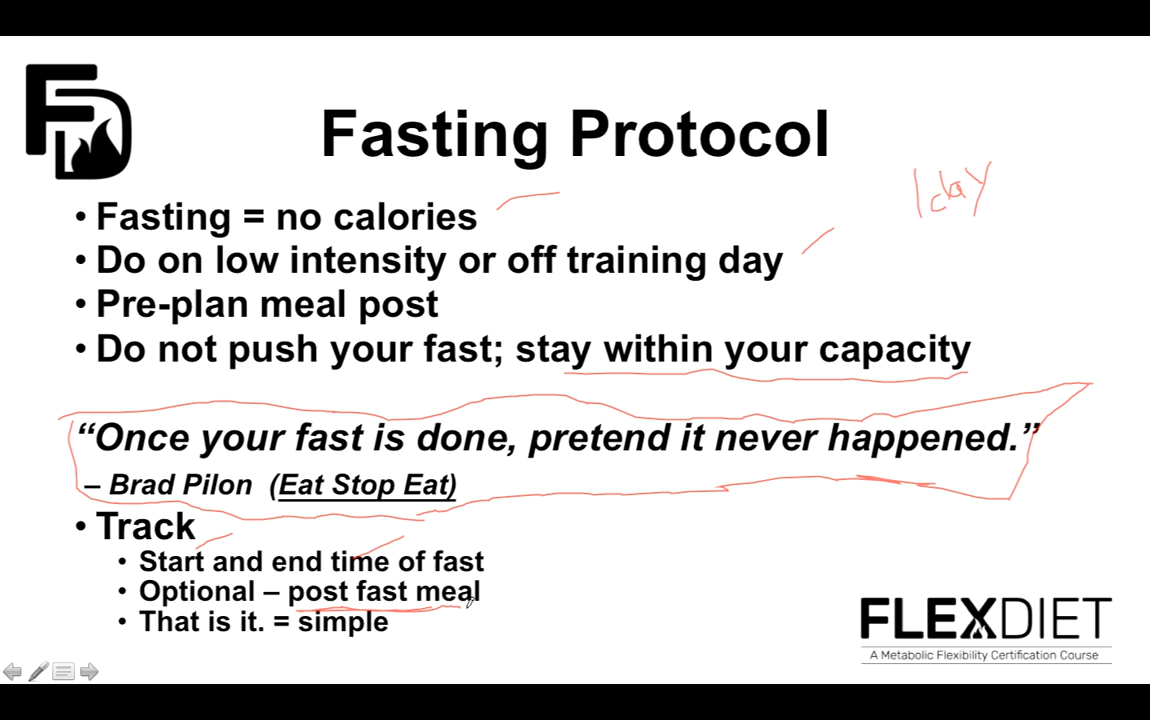 FD
Fasting Protocol
1 day
• Fasting = no calories
• Do on low intensity or off training day
• Pre-plan meal post
• Do not push your fast; stay within your capacity
“Once your fast is done, pretend it never happened.”
– Brad Pilon (Eat Stop Eat)
• Track
• Start and end time of fast
• Optional – post fast meal
• That is it. = simple
FLEXDIET
A Metabolic Flexibility Certification Course